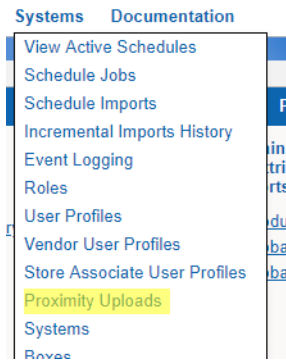 Systems Documentation
View Active Schedules
Schedule Jobs
Schedule Imports
Incremental Imports History
Event Logging
Roles
User Profiles
Vendor User Profiles
Store Associate User Profiles
Proximity Uploads
Systems
Boxes